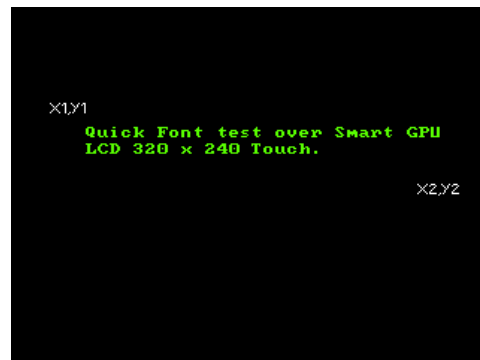 X1,Y1
Quick Font test over Smart GPU
LCD 320 x 240 Touch.
X2,Y2